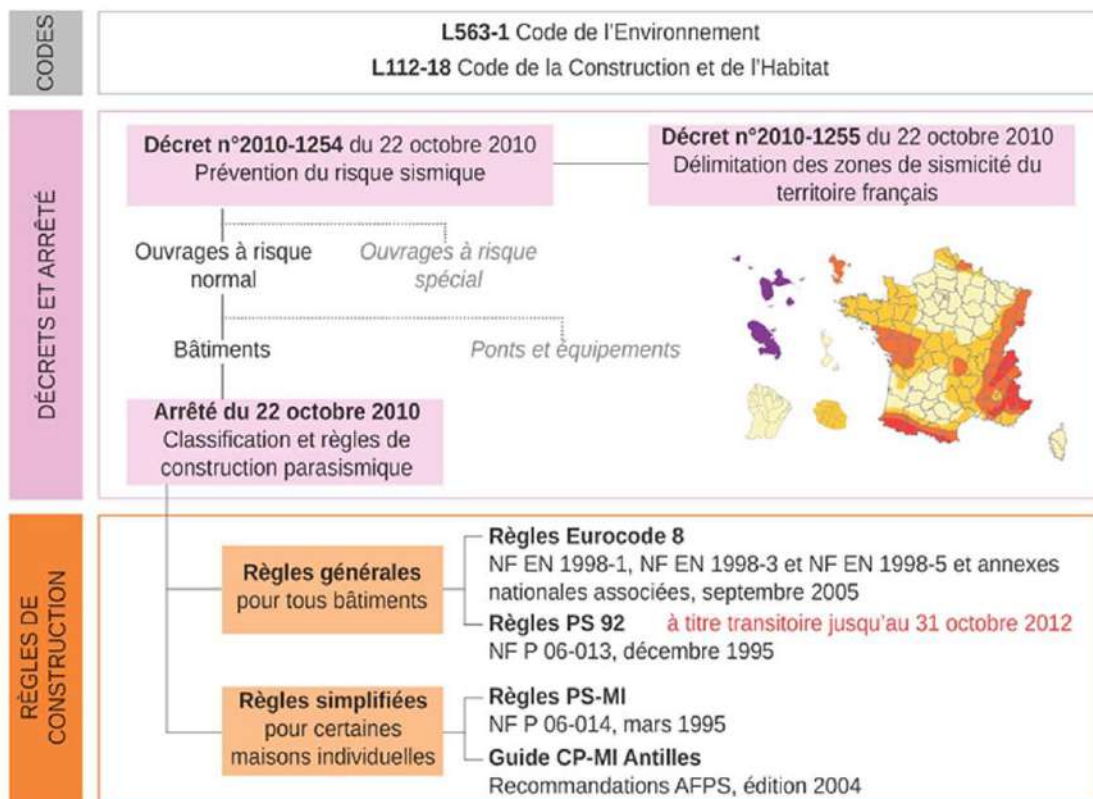 CODES
L563-1 Code de l'Environnement
L112-18 Code de la Construction et de l'Habitat
DÉCRETS ET ARRÊTÉ
Décret n°2010-1254 du 22 octobre 2010
Prévention du risque sismique
Décret n°2010-1255 du 22 octobre 2010
Délimitation des zones de sismicité du
territoire français
Ouvrages à risque
normal
Ouvrages à risque
spécial
Bâtiments
Ponts et équipements
Arrêté du 22 octobre 2010
Classification et règles de
construction parasismique
RÈGLES DE
CONSTRUCTION
Règles générales
pour tous bâtiments
Règles Eurocode 8
NF EN 1998-1, NF EN 1998-3 et NF EN 1998-5 et annexes
nationales associées, septembre 2005
Règles PS 92 à titre transitoire jusqu'au 31 octobre 2012
NF P 06-013, décembre 1995
Règles simplifiées
pour certaines
maisons individuelles
Règles PS-MI
NF P 06-014, mars 1995
Guide CP-MI Antilles
Recommandations AFPS, édition 2004